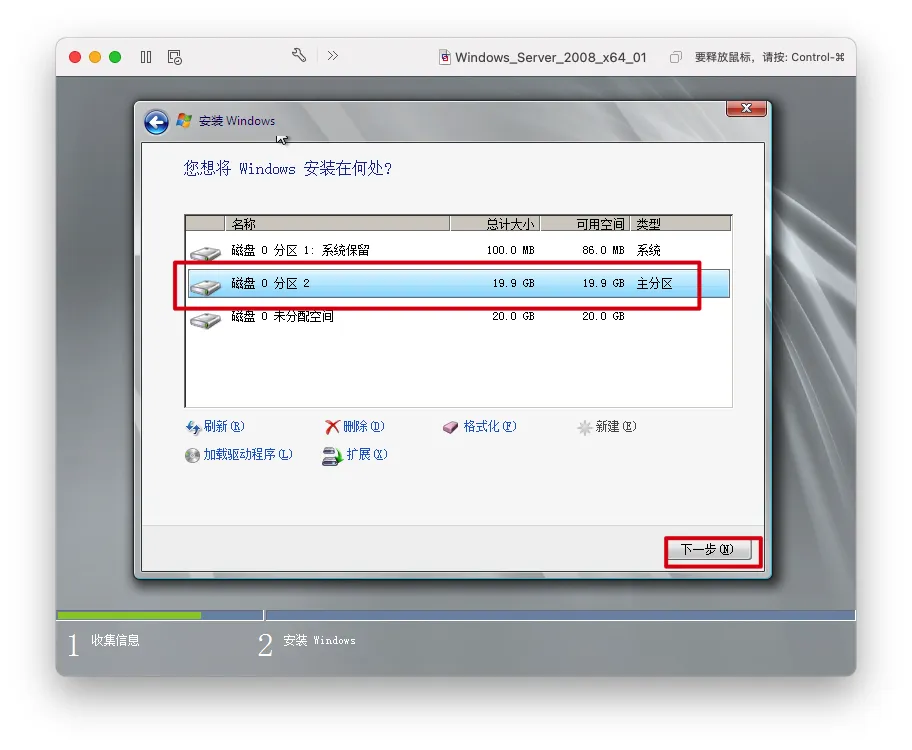 Windows_Server_2008_x64_01 要释放鼠标，请按: Control-⌘
安装 Windows
您想将 Windows 安装在何处?
名称 总计大小 可用空间 类型
磁盘 0 分区 1: 系统保留 100.0 MB 86.0 MB 系统
磁盘 0 分区 2 19.9 GB 19.9 GB 主分区
磁盘 0 未分配空间 20.0 GB 20.0 GB
刷新(R) 删除(D) 格式化(F) 新建(E)
加载驱动程序(L) 扩展(X)
下一步(N)
1 收集信息 2 安装 Windows